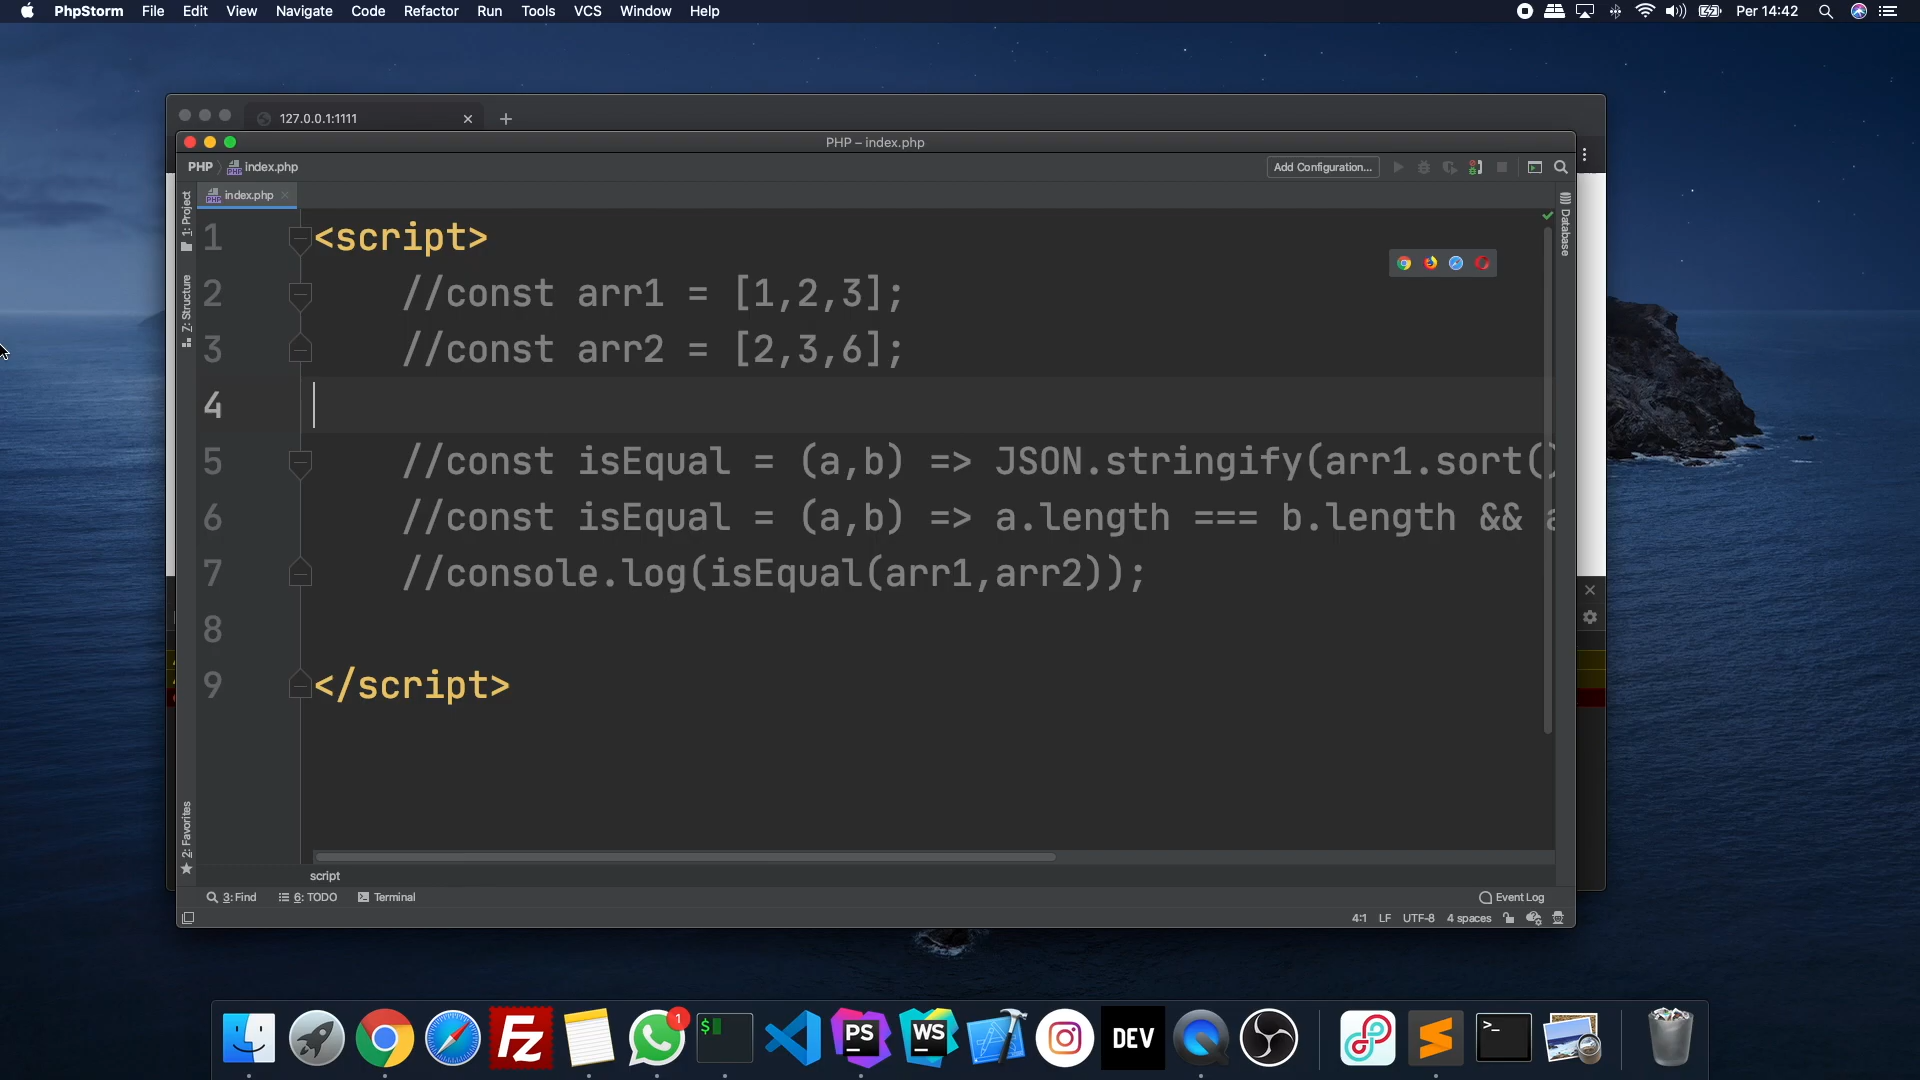 PhpStorm File Edit View Navigate Code Refactor Run Tools VCS Window Help Per 14:42
127.0.0.1:1111
PHP – index.php
PHP index.php Add Configuration...
index.php
1: Project
7: Structure
2: Favorites
Database
1 <script>
2 //const arr1 = [1,2,3];
3 //const arr2 = [2,3,6];
4
5 //const isEqual = (a,b) => JSON.stringify(arr1.sort()
6 //const isEqual = (a,b) => a.length === b.length && a
7 //console.log(isEqual(arr1,arr2));
8
9 </script>
script
3: Find 6: TODO Terminal Event Log
4:1 LF UTF-8 4 spaces
1
Fz
$
PS
WS
DEV
>_